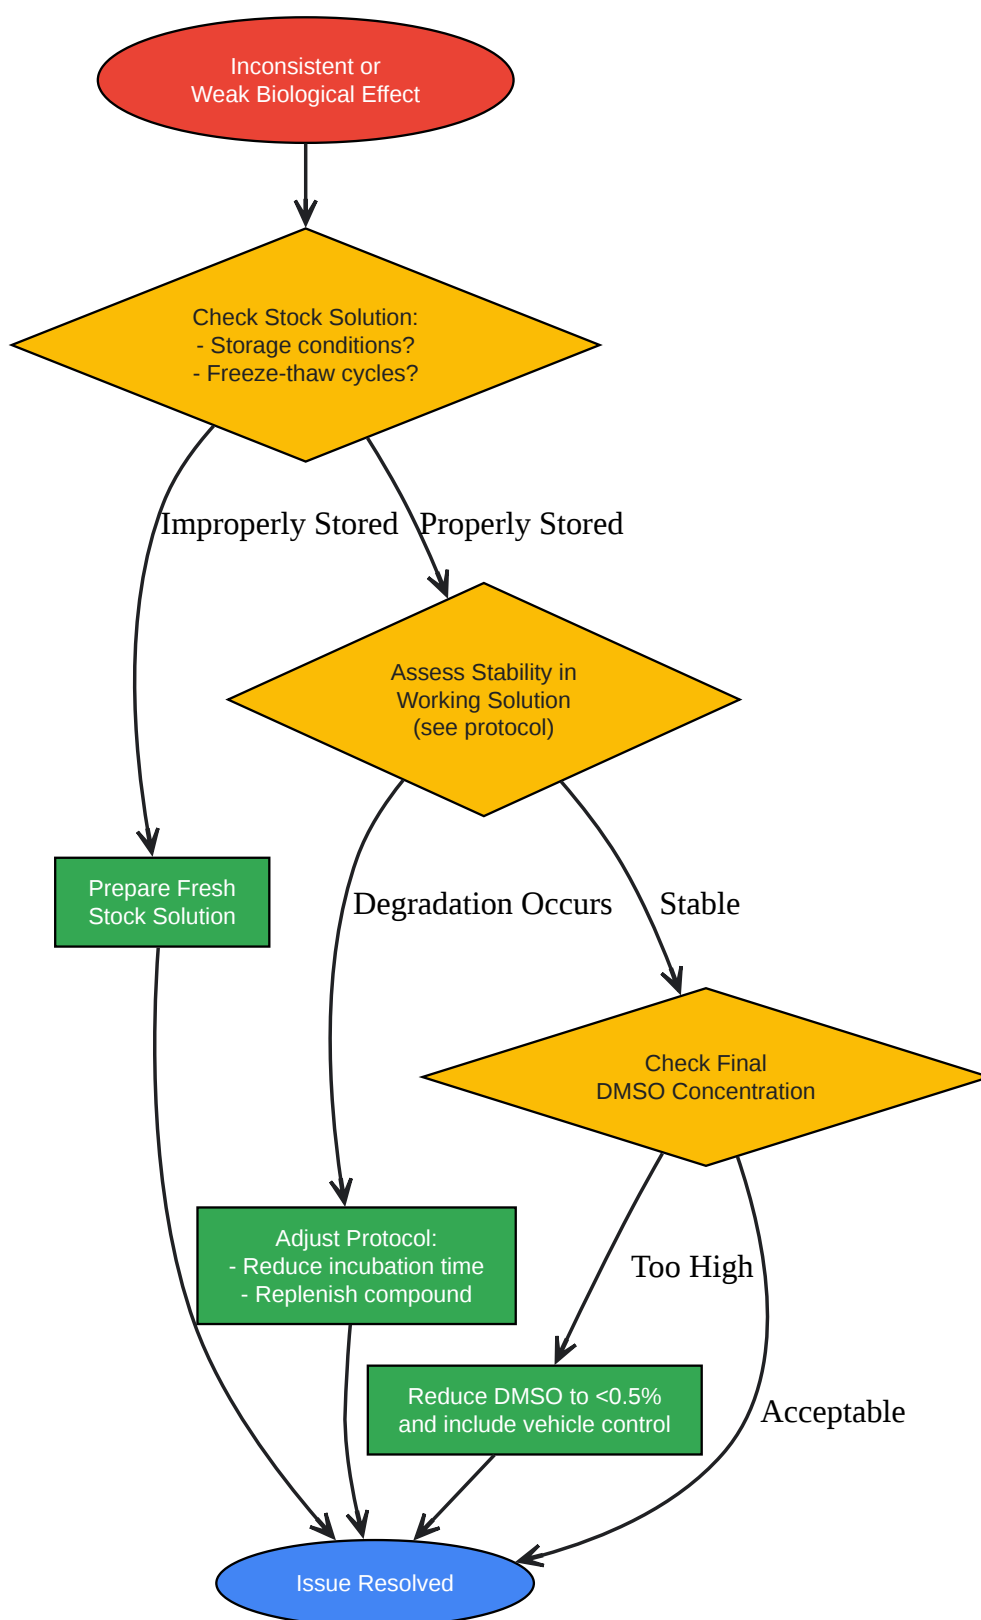 Inconsistent or
Weak Biological Effect
Check Stock Solution:
- Storage conditions?
- Freeze-thaw cycles?
Improperly Stored
Properly Stored
Assess Stability in
Working Solution
(see protocol)
Prepare Fresh
Stock Solution
Degradation Occurs
Stable
Check Final
DMSO Concentration
Adjust Protocol:
- Reduce incubation time
- Replenish compound
Too High
Reduce DMSO to <0.5%
and include vehicle control
Acceptable
Issue Resolved